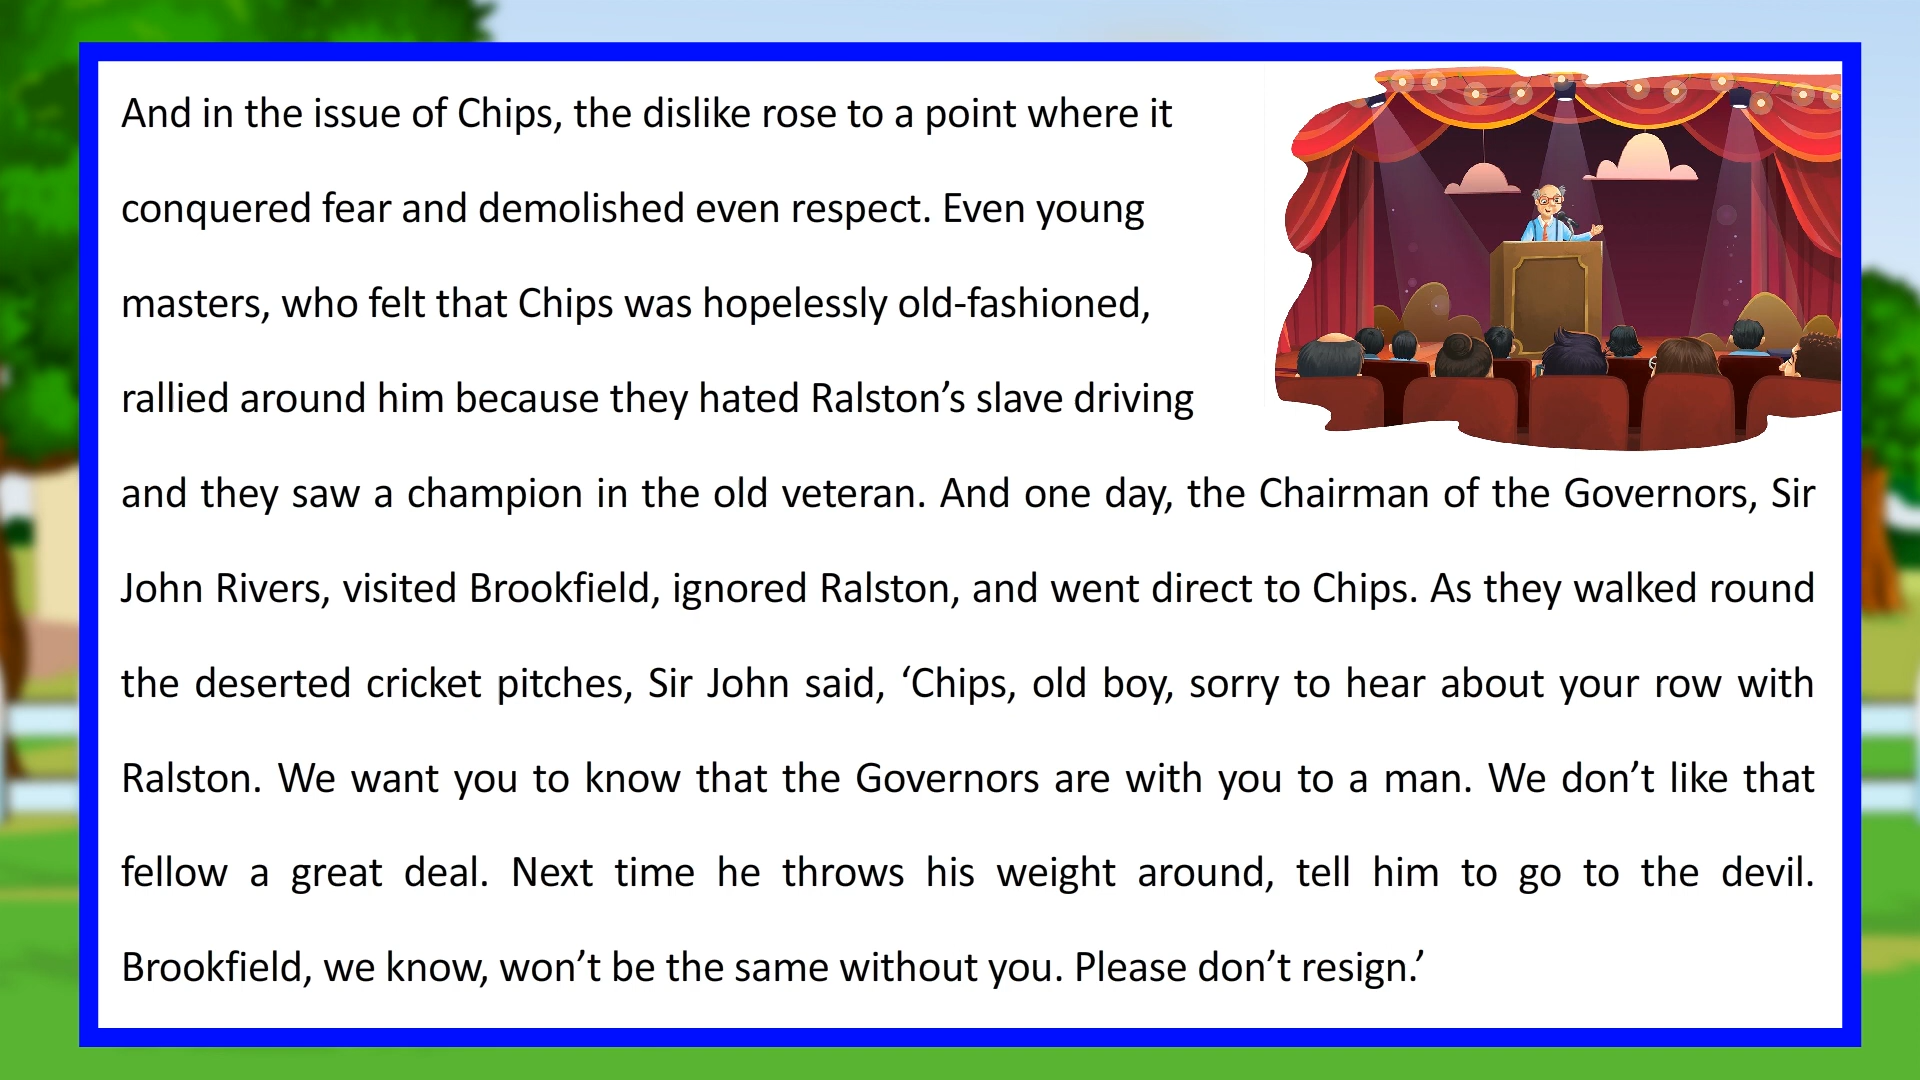 And in the issue of Chips, the dislike rose to a point where it
conquered fear and demolished even respect. Even young
masters, who felt that Chips was hopelessly old-fashioned,
rallied around him because they hated Ralston’s slave driving
and they saw a champion in the old veteran. And one day, the Chairman of the Governors, Sir
John Rivers, visited Brookfield, ignored Ralston, and went direct to Chips. As they walked round
the deserted cricket pitches, Sir John said, ‘Chips, old boy, sorry to hear about your row with
Ralston. We want you to know that the Governors are with you to a man. We don’t like that
fellow a great deal. Next time he throws his weight around, tell him to go to the devil.
Brookfield, we know, won’t be the same without you. Please don’t resign.’